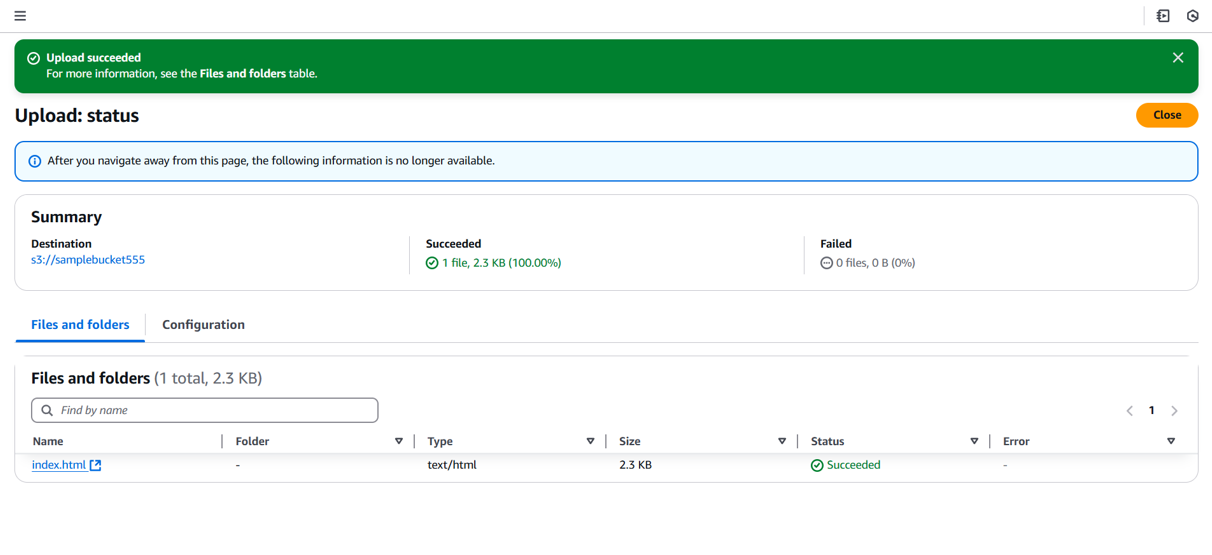 Upload succeeded
For more information, see the Files and folders table.
Upload: status
Close
After you navigate away from this page, the following information is no longer available.
Summary
Destination
s3://samplebucket555
Succeeded
1 file, 2.3 KB (100.00%)
Failed
0 files, 0 B (0%)
Files and folders
Configuration
Files and folders (1 total, 2.3 KB)
Find by name
1
Name Folder Type Size Status Error
index.html - text/html 2.3 KB Succeeded -